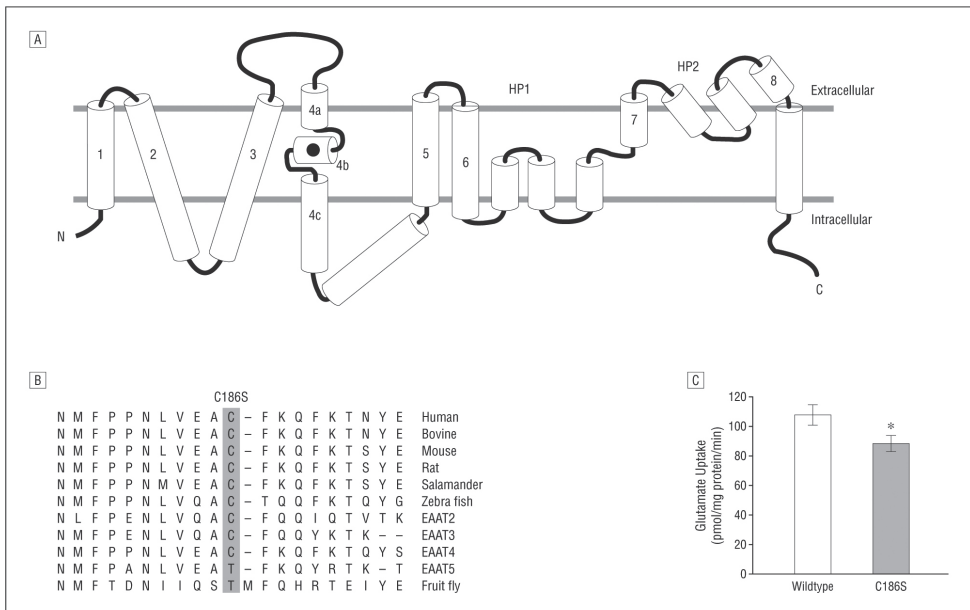 A
HP1
HP2
Extracellular
Intracellular
1
2
3
4a
4b
4c
5
6
7
8
N
C
B
C186S
N M F P P N L V E A C – F K Q F K T N Y E Human
N M F P P N L V E A C – F K Q F K T N Y E Bovine
N M F P P N L V E A C – F K Q F K T S Y E Mouse
N M F P P N L V E A C – F K Q F K T S Y E Rat
N M F P P N M V E A C – F K Q F K T S Y E Salamander
N M F P P N L V Q A C – T Q Q F K T Q Y G Zebra fish
N L F P E N L V Q A C – F Q Q I Q T V T K EAAT2
N M F P E N L V Q A C – F Q Q Y K T K – – EAAT3
N M F P P N L V E A C – F K Q F K T Q Y S EAAT4
N M F P A N L V E A T – F K Q Y R T K – T EAAT5
N M F T D N I I Q S T M F Q H R T E I Y E Fruit fly
C
Glutamate Uptake
(pmol/mg protein/min)
120
100
80
60
40
20
0
*
Wildtype
C186S